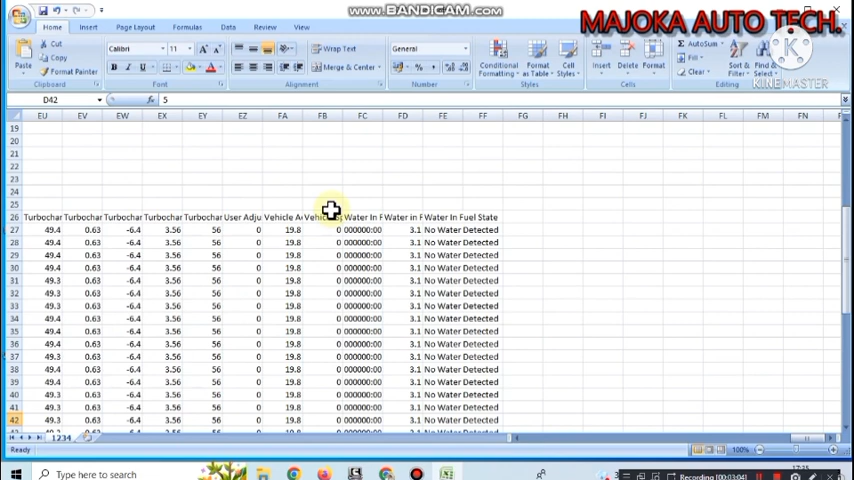 WWW.BANDICAM.COM
MAJOKA AUTO TECH.
KINEMASTER
Home Insert Page Layout Formulas Data Review View
Cut
Copy
Format Painter
Paste
Clipboard
Calibri 11
B I U
Font
Wrap Text
Merge & Center
Alignment
General
Number
Conditional Formatting
Format as Table
Cell Styles
Styles
Insert Delete Format
Cells
AutoSum
Fill
Clear
Sort & Filter
Find &
Editing
D42 fx 5
EU EV EW EX EY EZ FA FB FC FD FE FF FG FH FI FJ FK FL FM FN
19
20
21
22
23
24
25
26 Turbochar Turbochar Turbochar Turbochar Turbochar User Adju Vehicle A Vehic Water In F Water in F Water In Fuel State
27 49.4 0.63 -6.4 3.56 56 0 19.8 0 000000:00 3.1 No Water Detected
28 49.4 0.63 -6.4 3.56 56 0 19.8 0 000000:00 3.1 No Water Detected
29 49.4 0.63 -6.4 3.56 56 0 19.8 0 000000:00 3.1 No Water Detected
30 49.3 0.63 -6.4 3.56 56 0 19.8 0 000000:00 3.1 No Water Detected
31 49.3 0.63 -6.4 3.56 56 0 19.8 0 000000:00 3.1 No Water Detected
32 49.4 0.63 -6.4 3.56 56 0 19.8 0 000000:00 3.1 No Water Detected
33 49.4 0.63 -6.4 3.56 56 0 19.8 0 000000:00 3.1 No Water Detected
34 49.4 0.63 -6.4 3.56 56 0 19.8 0 000000:00 3.1 No Water Detected
35 49.4 0.63 -6.4 3.56 56 0 19.8 0 000000:00 3.1 No Water Detected
36 49.3 0.63 -6.4 3.56 56 0 19.8 0 000000:00 3.1 No Water Detected
37 49.3 0.63 -6.4 3.56 56 0 19.8 0 000000:00 3.1 No Water Detected
38 49.4 0.63 -6.4 3.56 56 0 19.8 0 000000:00 3.1 No Water Detected
39 49.4 0.63 -6.4 3.56 56 0 19.8 0 000000:00 3.1 No Water Detected
40 49.3 0.63 -6.4 3.56 56 0 19.8 0 000000:00 3.1 No Water Detected
41 49.3 0.63 -6.4 3.56 56 0 19.8 0 000000:00 3.1 No Water Detected
42 49.3 0.63 -6.4 3.56 56 0 19.8 0 000000:00 3.1 No Water Detected
1234
Ready 100%
Type here to search
Recording [00:03:04]